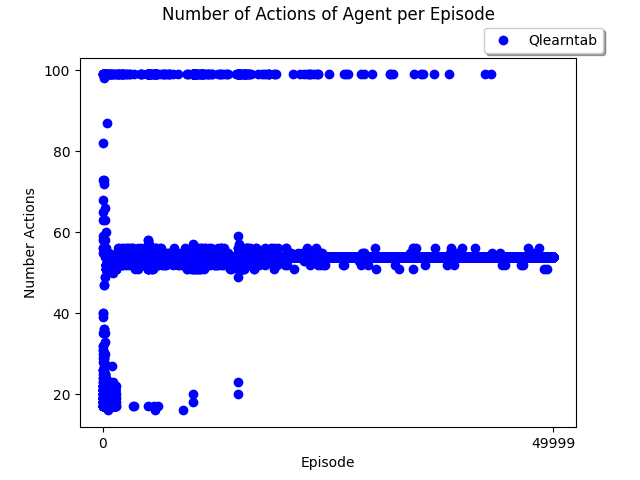 Number of Actions of Agent per Episode
Qlearntab
100
80
60
40
20
Number Actions
0 49999
Episode